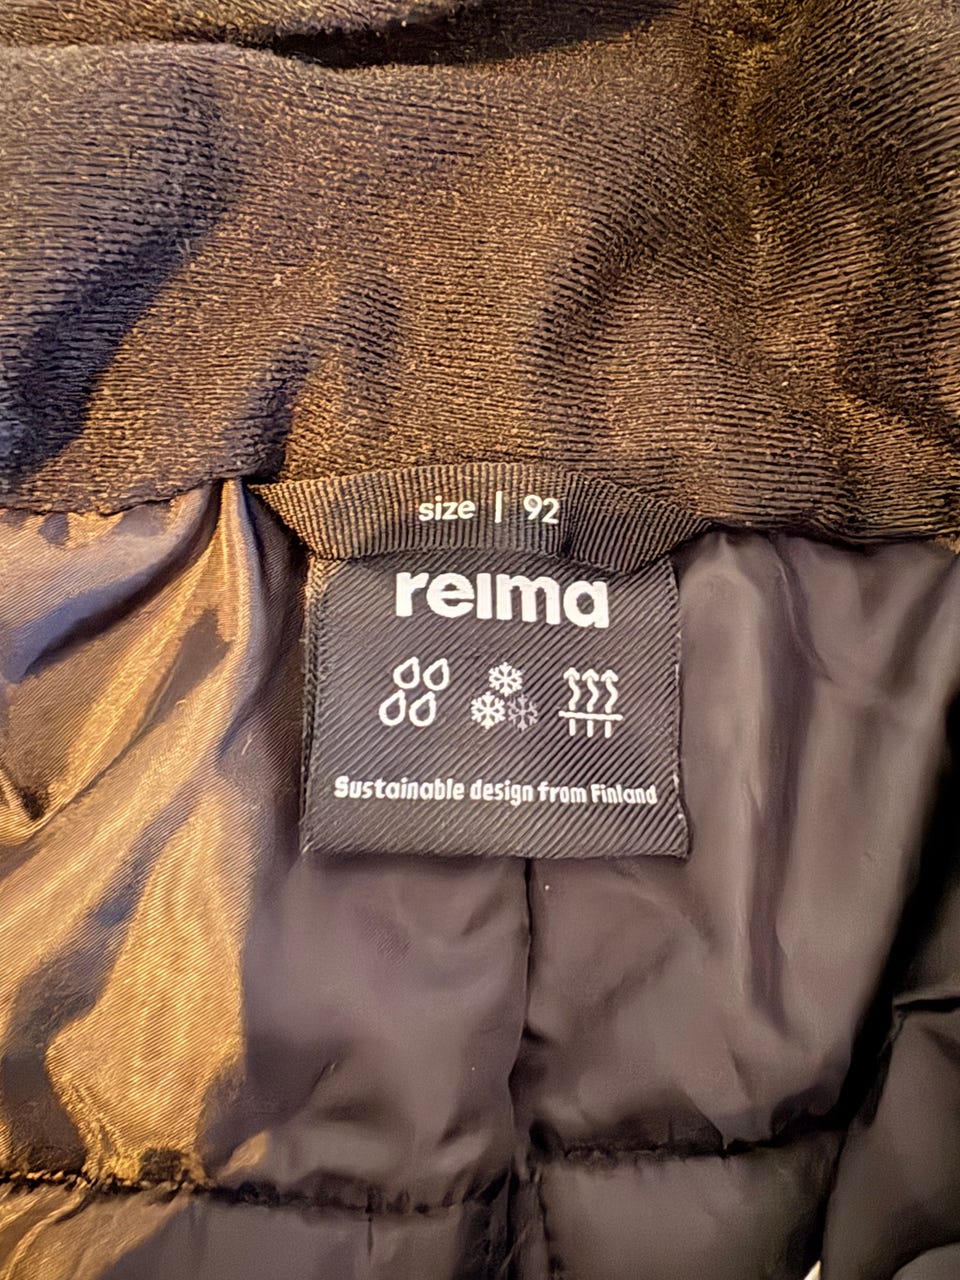 size | 92
reima
Sustainable design from Finland